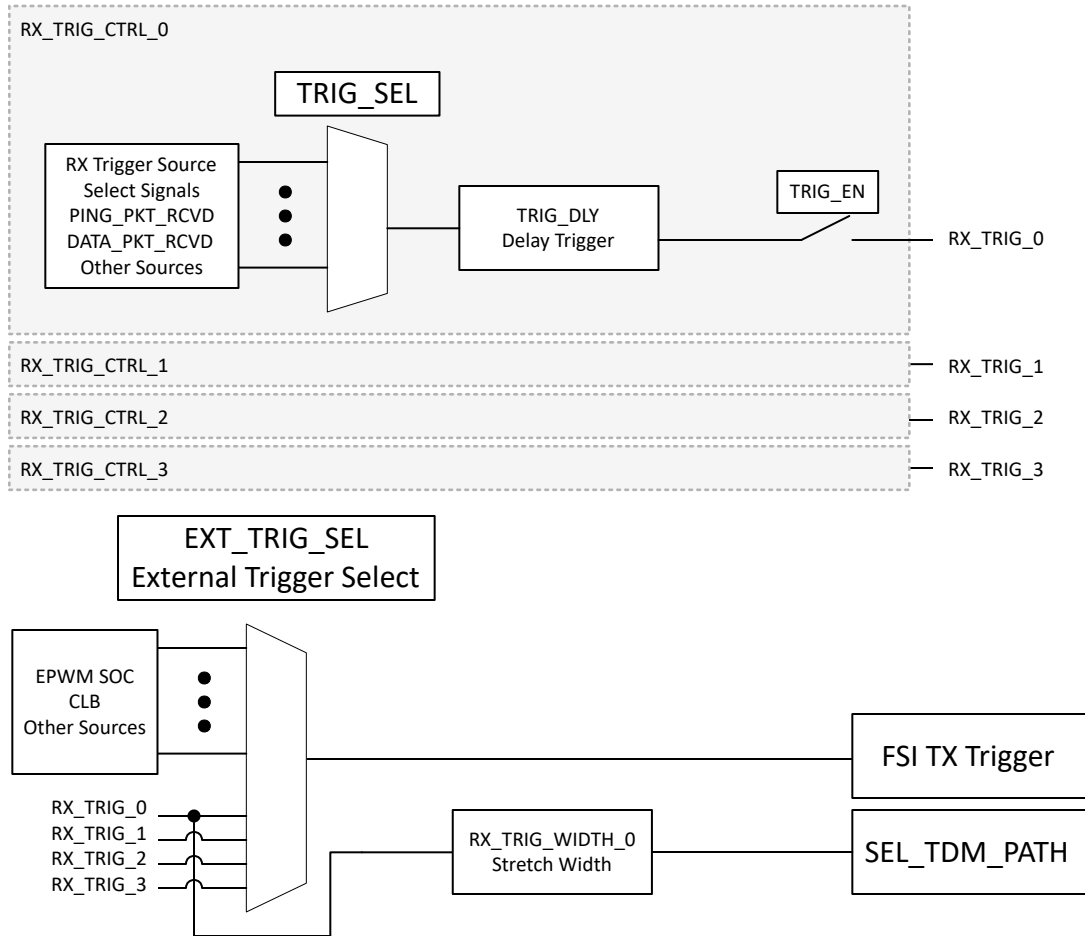 RX_TRIG_CTRL_0
TRIG_SEL
RX Trigger Source
Select Signals
PING_PKT_RCVD
DATA_PKT_RCVD
Other Sources
TRIG_DLY
Delay Trigger
TRIG_EN
RX_TRIG_0
RX_TRIG_CTRL_1
RX_TRIG_1
RX_TRIG_CTRL_2
RX_TRIG_2
RX_TRIG_CTRL_3
RX_TRIG_3
EXT_TRIG_SEL
External Trigger Select
EPWM SOC
CLB
Other Sources
FSI TX Trigger
RX_TRIG_0
RX_TRIG_1
RX_TRIG_2
RX_TRIG_3
RX_TRIG_WIDTH_0
Stretch Width
SEL_TDM_PATH